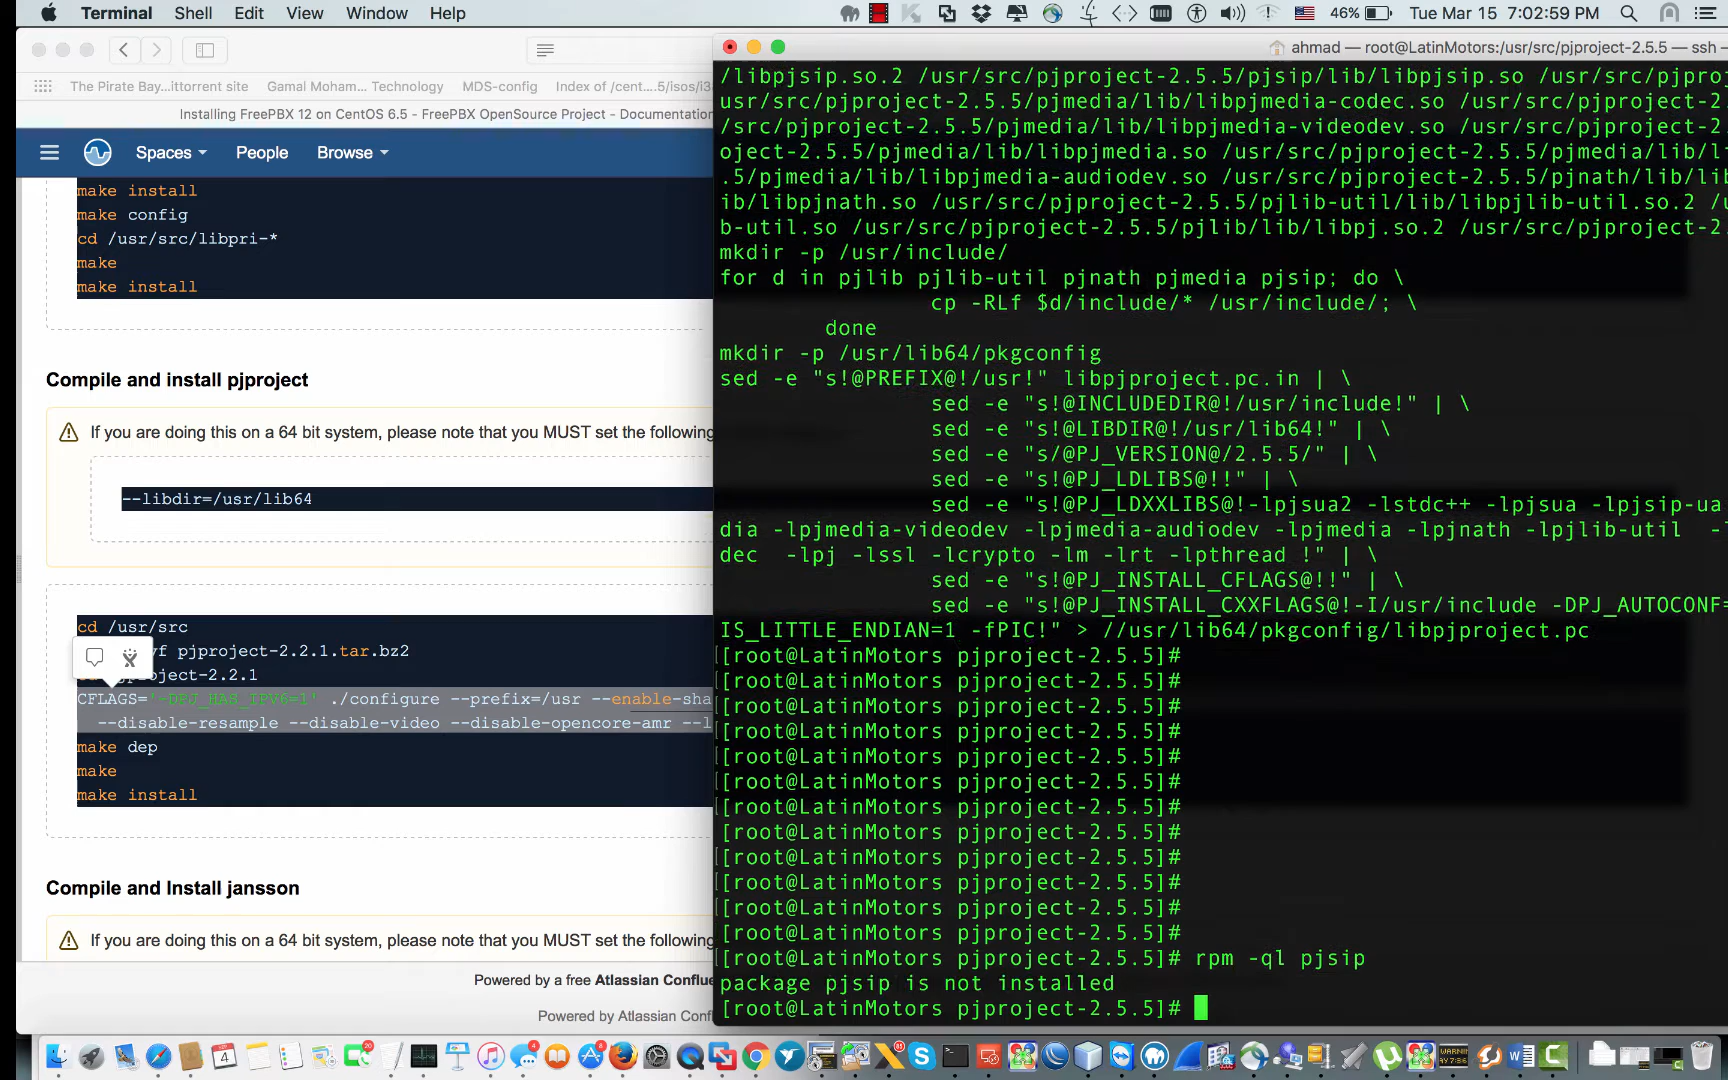 Terminal Shell Edit View Window Help 46% Tue Mar 15 7:02:59 PM
The Pirate Bay...ittorrent site Gamal Moham... Technology MDS-config Index of /cent....5/isos/i3
Installing FreePBX 12 on CentOS 6.5 - FreePBX OpenSource Project - Documentation
Spaces People Browse
make install
make config
cd /usr/src/libpri-*
make
make install
Compile and install pjproject
If you are doing this on a 64 bit system, please note that you MUST set the following
--libdir=/usr/lib64
cd /usr/src
vf pjproject-2.2.1.tar.bz2
project-2.2.1
CFLAGS='-DPJ_HAS_IPV6=1' ./configure --prefix=/usr --enable-sha
--disable-resample --disable-video --disable-opencore-amr --l
make dep
make
make install
Compile and Install jansson
If you are doing this on a 64 bit system, please note that you MUST set the following
Powered by a free Atlassian Conflue
Powered by Atlassian Conf
ahmad — root@LatinMotors:/usr/src/pjproject-2.5.5 — ssh
/libpjsip.so.2 /usr/src/pjproject-2.5.5/pjsip/lib/libpjsip.so /usr/src/pjpro
usr/src/pjproject-2.5.5/pjmedia/lib/libpjmedia-codec.so /usr/src/pjproject-2
/src/pjproject-2.5.5/pjmedia/lib/libpjmedia-videodev.so /usr/src/pjproject-2
oject-2.5.5/pjmedia/lib/libpjmedia.so /usr/src/pjproject-2.5.5/pjmedia/lib/l
.5/pjmedia/lib/libpjmedia-audiodev.so /usr/src/pjproject-2.5.5/pjnath/lib/lib
ib/libpjnath.so /usr/src/pjproject-2.5.5/pjlib-util/lib/libpjlib-util.so.2 /u
b-util.so /usr/src/pjproject-2.5.5/pjlib/lib/libpj.so.2 /usr/src/pjproject-2.
mkdir -p /usr/include/
for d in pjlib pjlib-util pjnath pjmedia pjsip; do \
cp -RLf $d/include/* /usr/include/; \
done
mkdir -p /usr/lib64/pkgconfig
sed -e "s!@PREFIX@!/usr!" libpjproject.pc.in | \
sed -e "s!@INCLUDEDIR@!/usr/include!" | \
sed -e "s!@LIBDIR@!/usr/lib64!" | \
sed -e "s/@PJ_VERSION@/2.5.5/" | \
sed -e "s!@PJ_LDLIBS@!!" | \
sed -e "s!@PJ_LDXXLIBS@!-lpjsua2 -lstdc++ -lpjsua -lpjsip-ua
dia -lpjmedia-videodev -lpjmedia-audiodev -lpjmedia -lpjnath -lpjlib-util -
dec -lpj -lssl -lcrypto -lm -lrt -lpthread !" | \
sed -e "s!@PJ_INSTALL_CFLAGS@!!" | \
sed -e "s!@PJ_INSTALL_CXXFLAGS@!-I/usr/include -DPJ_AUTOCONF=
IS_LITTLE_ENDIAN=1 -fPIC!" > //usr/lib64/pkgconfig/libpjproject.pc
[root@LatinMotors pjproject-2.5.5]#
[root@LatinMotors pjproject-2.5.5]#
[root@LatinMotors pjproject-2.5.5]#
[root@LatinMotors pjproject-2.5.5]#
[root@LatinMotors pjproject-2.5.5]#
[root@LatinMotors pjproject-2.5.5]#
[root@LatinMotors pjproject-2.5.5]#
[root@LatinMotors pjproject-2.5.5]#
[root@LatinMotors pjproject-2.5.5]#
[root@LatinMotors pjproject-2.5.5]#
[root@LatinMotors pjproject-2.5.5]#
[root@LatinMotors pjproject-2.5.5]#
[root@LatinMotors pjproject-2.5.5]# rpm -ql pjsip
package pjsip is not installed
[root@LatinMotors pjproject-2.5.5]#